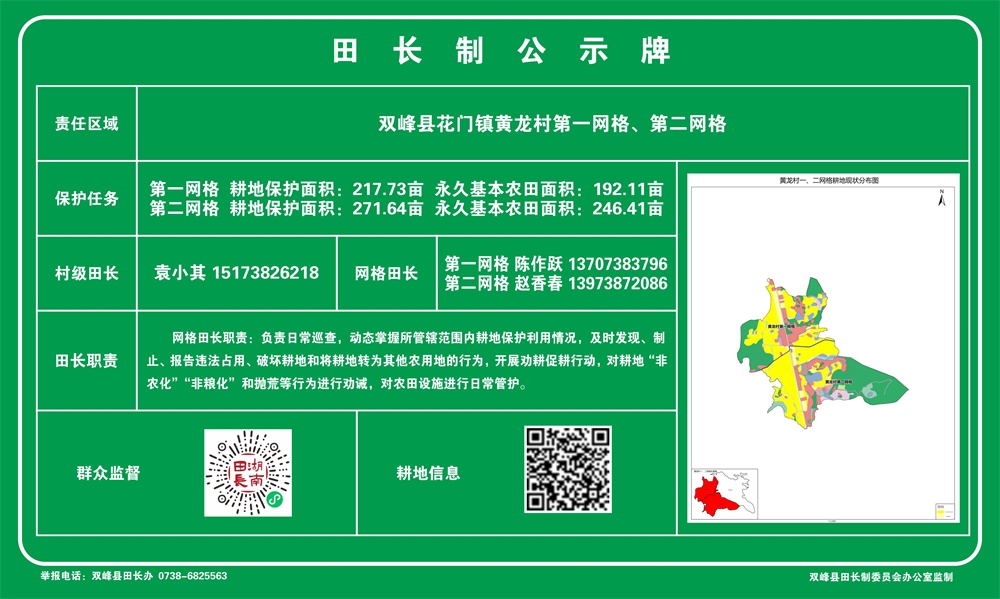 田长制公示牌
责任区域
双峰县花门镇黄龙村第一网格、第二网格
保护任务
第一网格 耕地保护面积：217.73亩 永久基本农田面积：192.11亩
第二网格 耕地保护面积：271.64亩 永久基本农田面积：246.41亩
村级田长
袁小其 15173826218
网格田长
第一网格 陈作跃 13707383796
第二网格 赵香春 13973872086
田长职责
网格田长职责：负责日常巡查，动态掌握所管辖范围内耕地保护利用情况，及时发现、制
止、报告违法占用、破坏耕地和将耕地转为其他农用地的行为，开展劝耕促耕行动，对耕地“非
农化”“非粮化”和抛荒等行为进行劝诫，对农田设施进行日常管护。
群众监督
湖南田長
耕地信息
黄龙村一、二网格耕地现状分布图
N
黄龙村第一网格
黄龙村第二网格
举报电话：双峰县田长办 0738-6825563
双峰县田长制委员会办公室监制